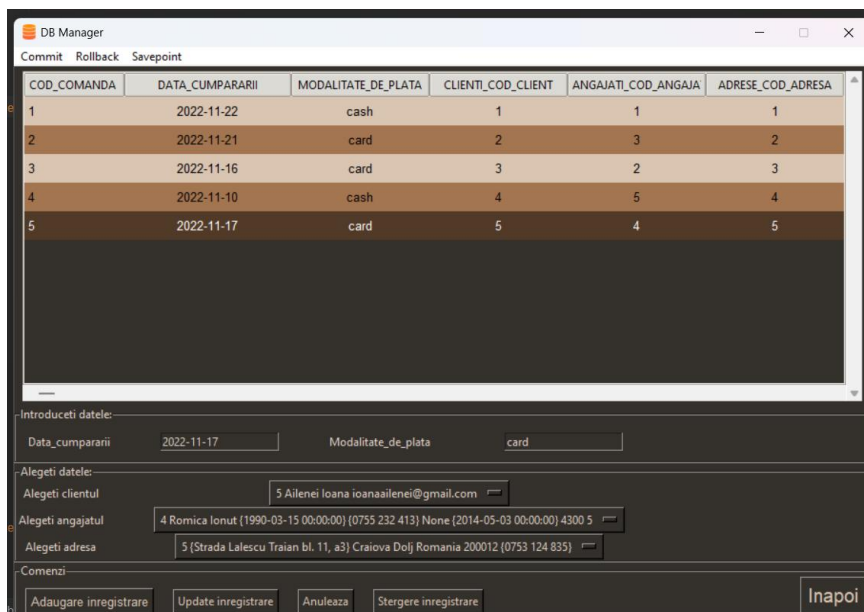 DB Manager
Commit Rollback Savepoint
COD_COMANDA DATA_CUMPARARII MODALITATE_DE_PLATA CLIENTI_COD_CLIENT ANGAJATI_COD_ANGAJA ADRESE_COD_ADRESA
1 2022-11-22 cash 1 1 1
2 2022-11-21 card 2 3 2
3 2022-11-16 card 3 2 3
4 2022-11-10 cash 4 5 4
5 2022-11-17 card 5 4 5
Introduceti datele:
Data_cumpararii 2022-11-17 Modalitate_de_plata card
Alegeti datele:
Alegeti clientul 5 Ailenei Ioana ioanaailenei@gmail.com
Alegeti angajatul 4 Romica Ionut {1990-03-15 00:00:00} {0755 232 413} None {2014-05-03 00:00:00} 4300 5
Alegeti adresa 5 {Strada Lalescu Traian bl. 11, a3} Craiova Dolj Romania 200012 {0753 124 835}
Comenzi
Adaugare inregistrare Update inregistrare Anuleaza Stergere inregistrare Inapoi